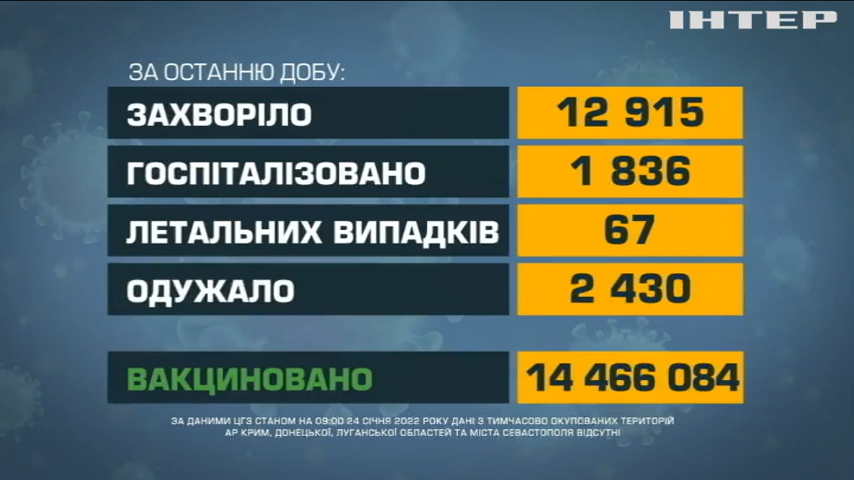 ІНТЕР
ЗА ОСТАННЮ ДОБУ:
ЗАХВОРІЛО 12 915
ГОСПІТАЛІЗОВАНО 1 836
ЛЕТАЛЬНИХ ВИПАДКІВ 67
ОДУЖАЛО 2 430
ВАКЦИНОВАНО 14 466 084
ЗА ДАНИМИ ЦГЗ СТАНОМ НА 09:00 24 СІЧНЯ 2022 РОКУ ДАНІ З ТИМЧАСОВО ОКУПОВАНИХ ТЕРИТОРІЙ
АР КРИМ, ДОНЕЦЬКОЇ, ЛУГАНСЬКОЇ ОБЛАСТЕЙ ТА МІСТА СЕВАСТОПОЛЯ ВІДСУТНІ